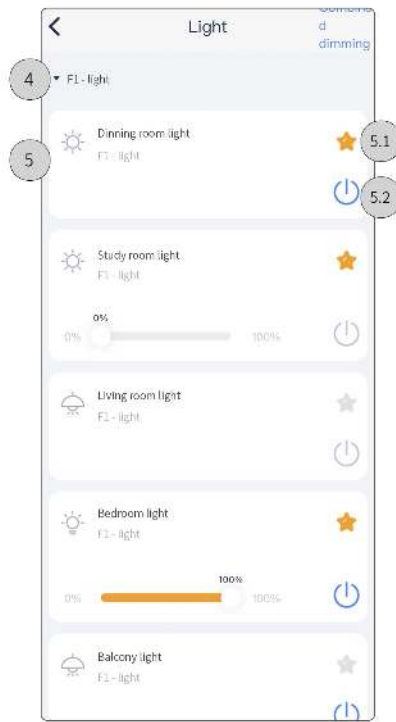 Light
d
dimming
4
F1 - light
Dinning room light
F1 - light
5
5.1
5.2
Study room light
F1 - light
0%
0%
100%
Living room light
F1 - light
Bedroom light
F1 - light
100%
0%
100%
Balcony light
F1 - light